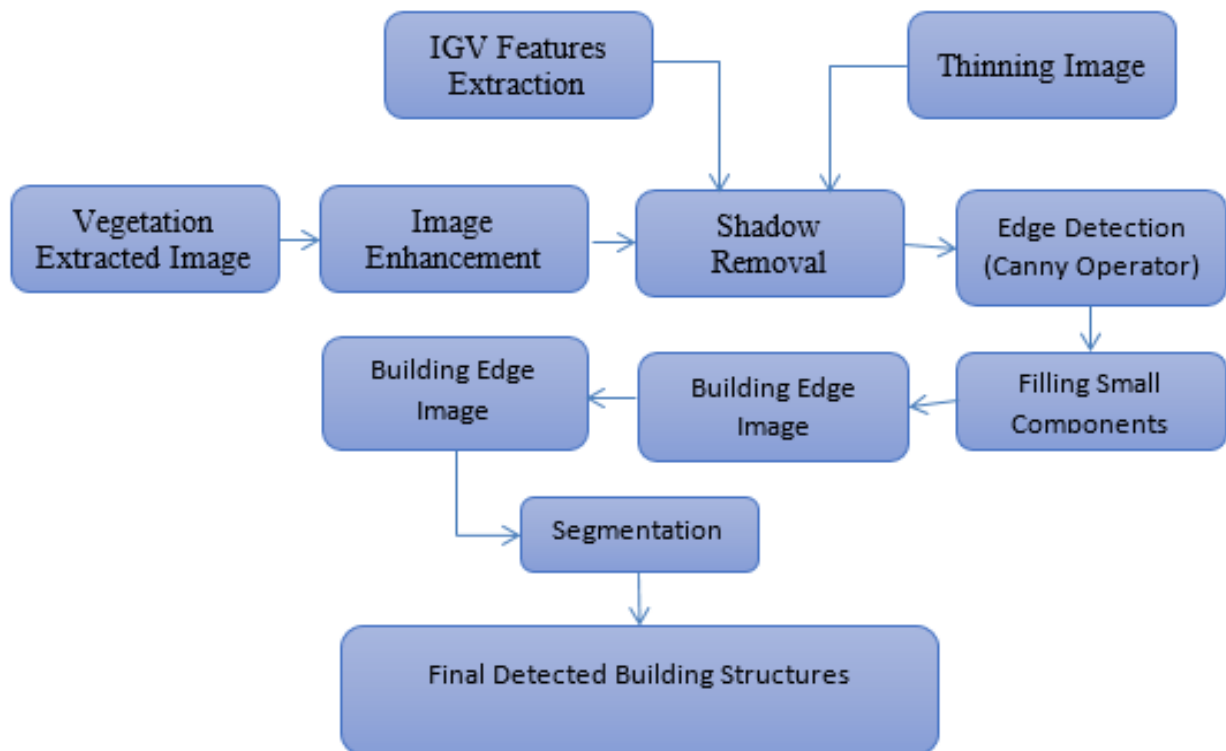 IGV Features
Extraction
Thinning Image
Vegetation
Extracted Image
Image
Enhancement
Shadow
Removal
Edge Detection
(Canny Operator)
Building Edge
Image
Building Edge
Image
Filling Small
Components
Segmentation
Final Detected Building Structures